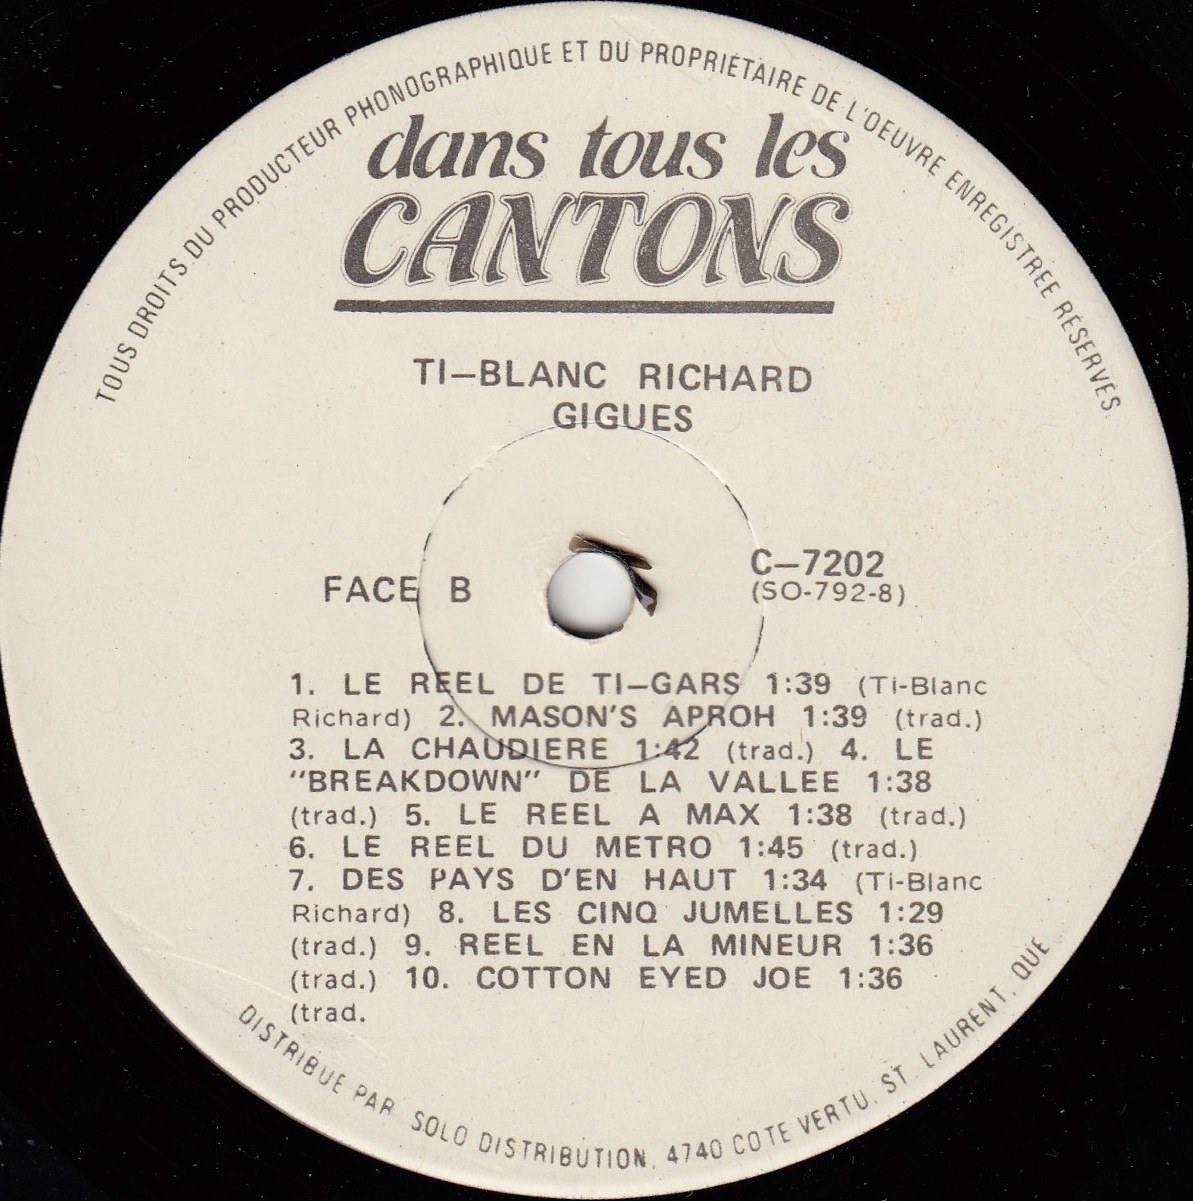 TOUS DROITS DU PRODUCTEUR PHONOGRAPHIQUE ET DU PROPRIÉTAIRE DE L'OEUVRE ENREGISTREE RÉSERVÉS.
dans tous les
CANTONS
TI–BLANC RICHARD
GIGUES
FACE B
C–7202
(SO-792-8)
1. LE REEL DE TI–GARS 1:39 (Ti-Blanc
Richard) 2. MASON'S APROH 1:39 (trad.)
3. LA CHAUDIERE 1:42 (trad.) 4. LE
"BREAKDOWN" DE LA VALLEE 1:38
(trad.) 5. LE REEL A MAX 1:38 (trad.)
6. LE REEL DU METRO 1:45 (trad.)
7. DES PAYS D'EN HAUT 1:34 (Ti-Blanc
Richard) 8. LES CINQ JUMELLES 1:29
(trad.) 9. REEL EN LA MINEUR 1:36
(trad.) 10. COTTON EYED JOE 1:36
(trad.
DISTRIBUÉ PAR SOLO DISTRIBUTION, 4740 COTE VERTU, ST. LAURENT, QUÉ